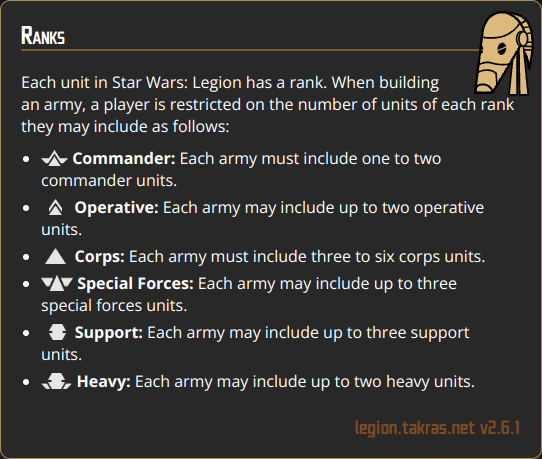 Ranks
Each unit in Star Wars: Legion has a rank. When building
an army, a player is restricted on the number of units of each rank
they may include as follows:
• Commander: Each army must include one to two
commander units.
• Operative: Each army may include up to two operative
units.
• Corps: Each army must include three to six corps units.
• Special Forces: Each army may include up to three
special forces units.
• Support: Each army may include up to three support
units.
• Heavy: Each army may include up to two heavy units.
legion.takras.net v2.6.1